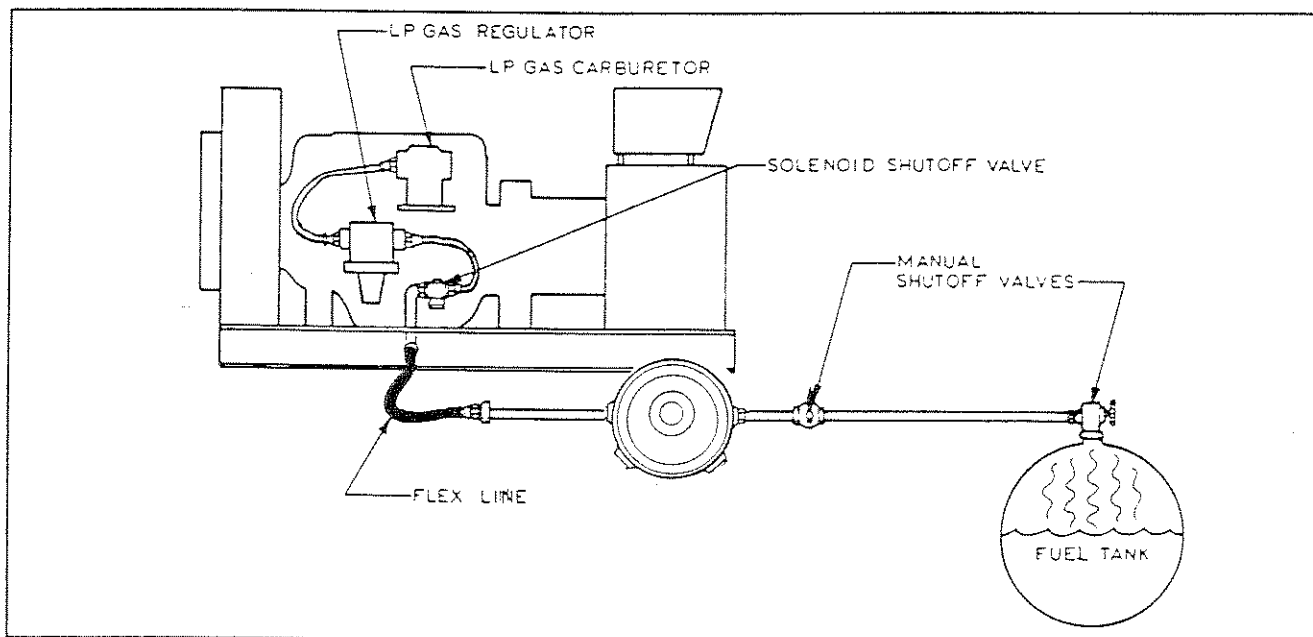 LP GAS REGULATOR
LP GAS CARBURETOR
SOLENOID SHUTOFF VALVE
MANUAL
SHUTOFF VALVES
FLEX LINE
FUEL TANK